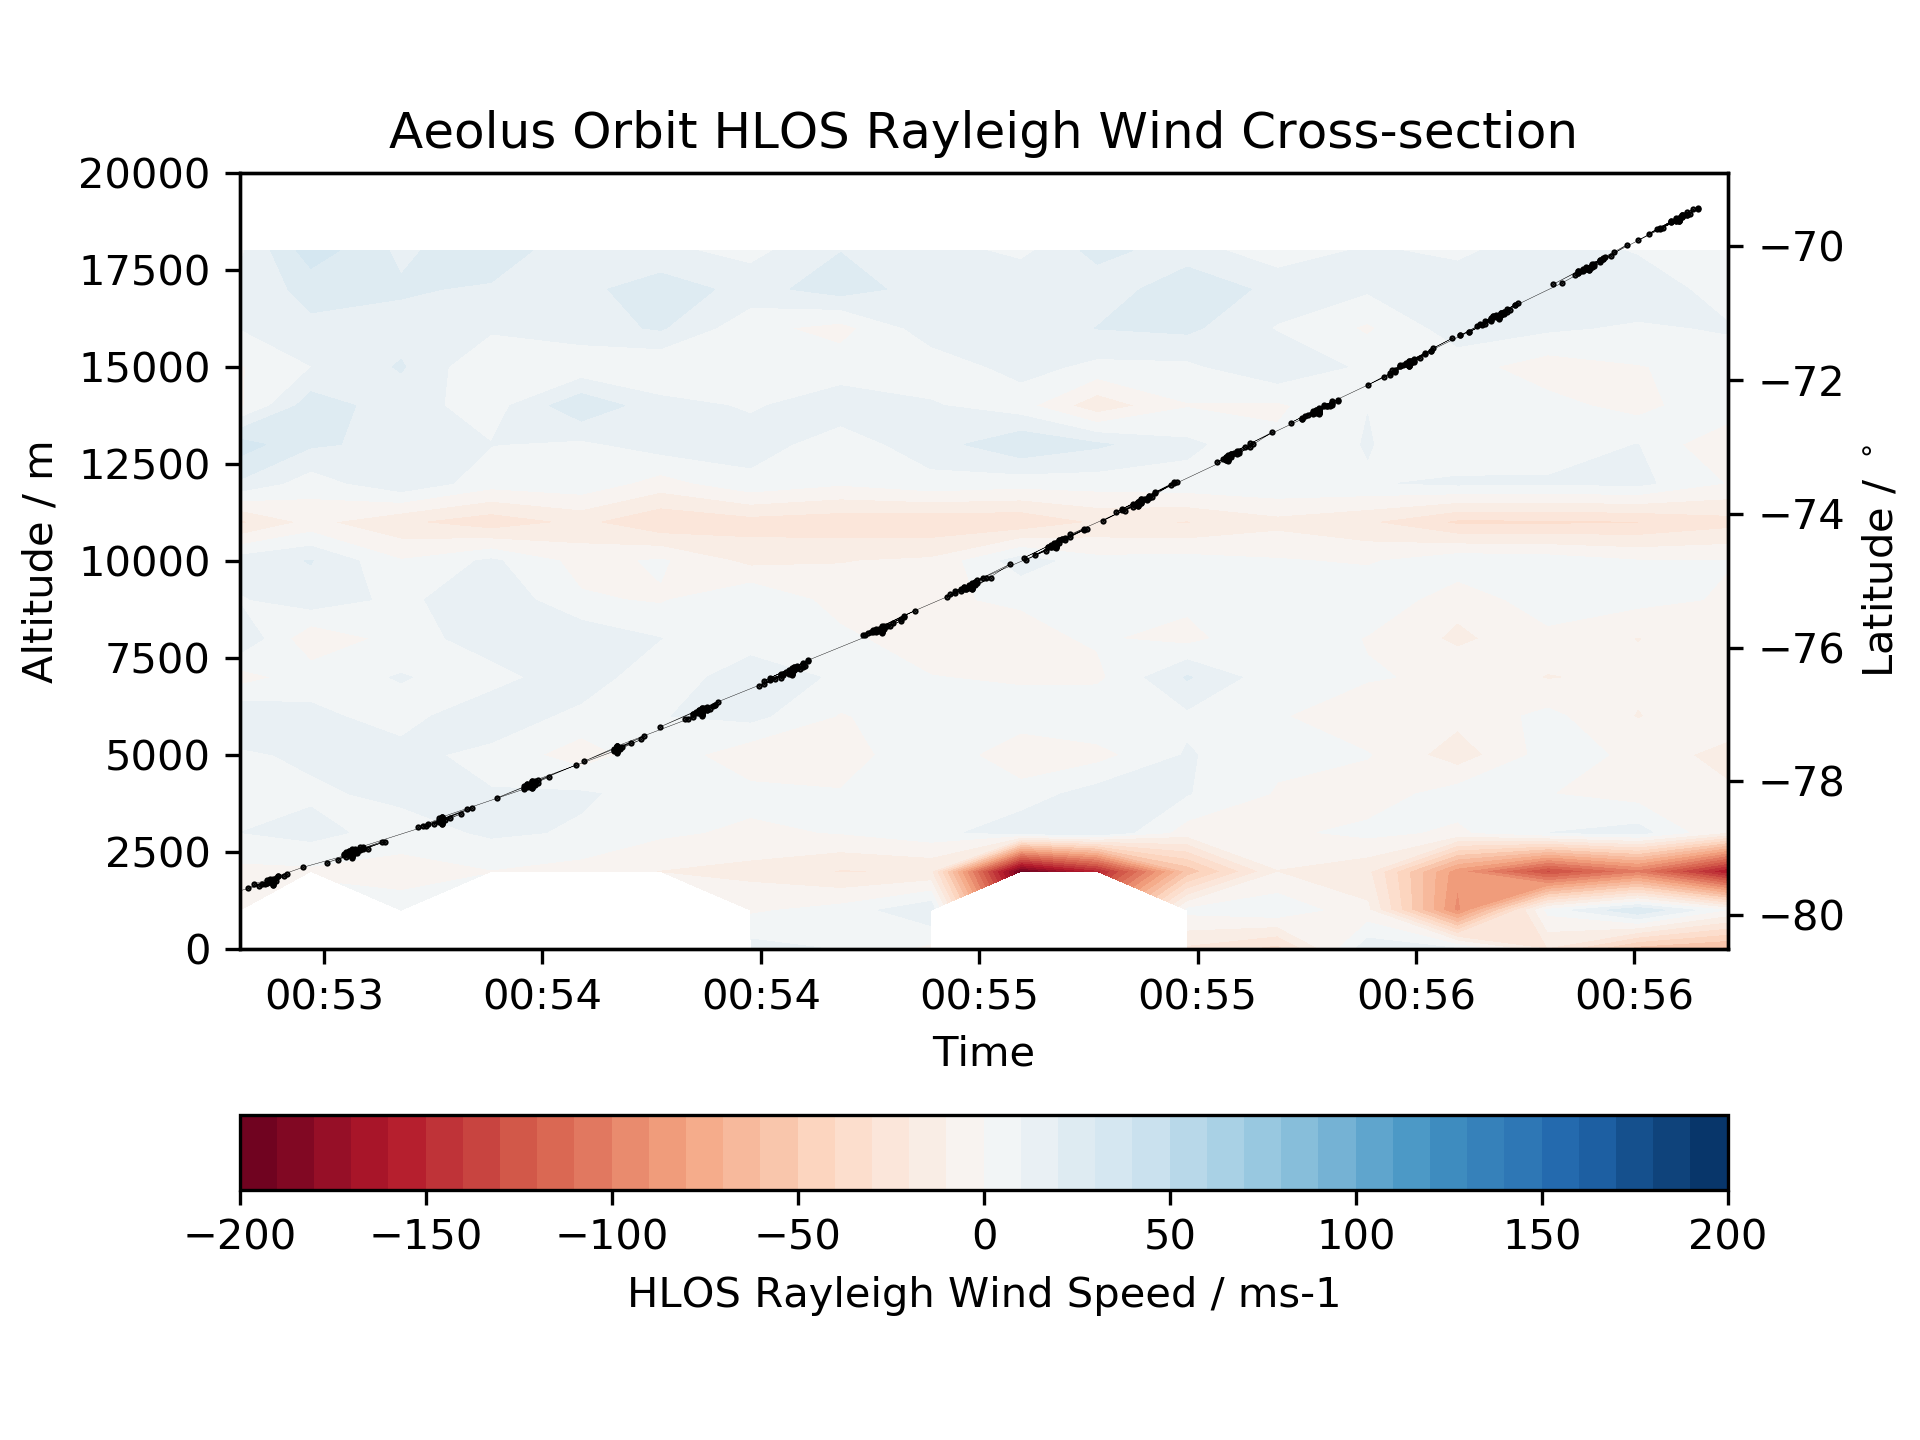 Aeolus Orbit HLOS Rayleigh Wind Cross-section
20000
17500
15000
12500
10000
7500
5000
2500
0
Altitude / m
−70
−72
−74
−76
−78
−80
Latitude / °
00:53 00:54 00:54 00:55 00:55 00:56 00:56
Time
−200 −150 −100 −50 0 50 100 150 200
HLOS Rayleigh Wind Speed / ms-1